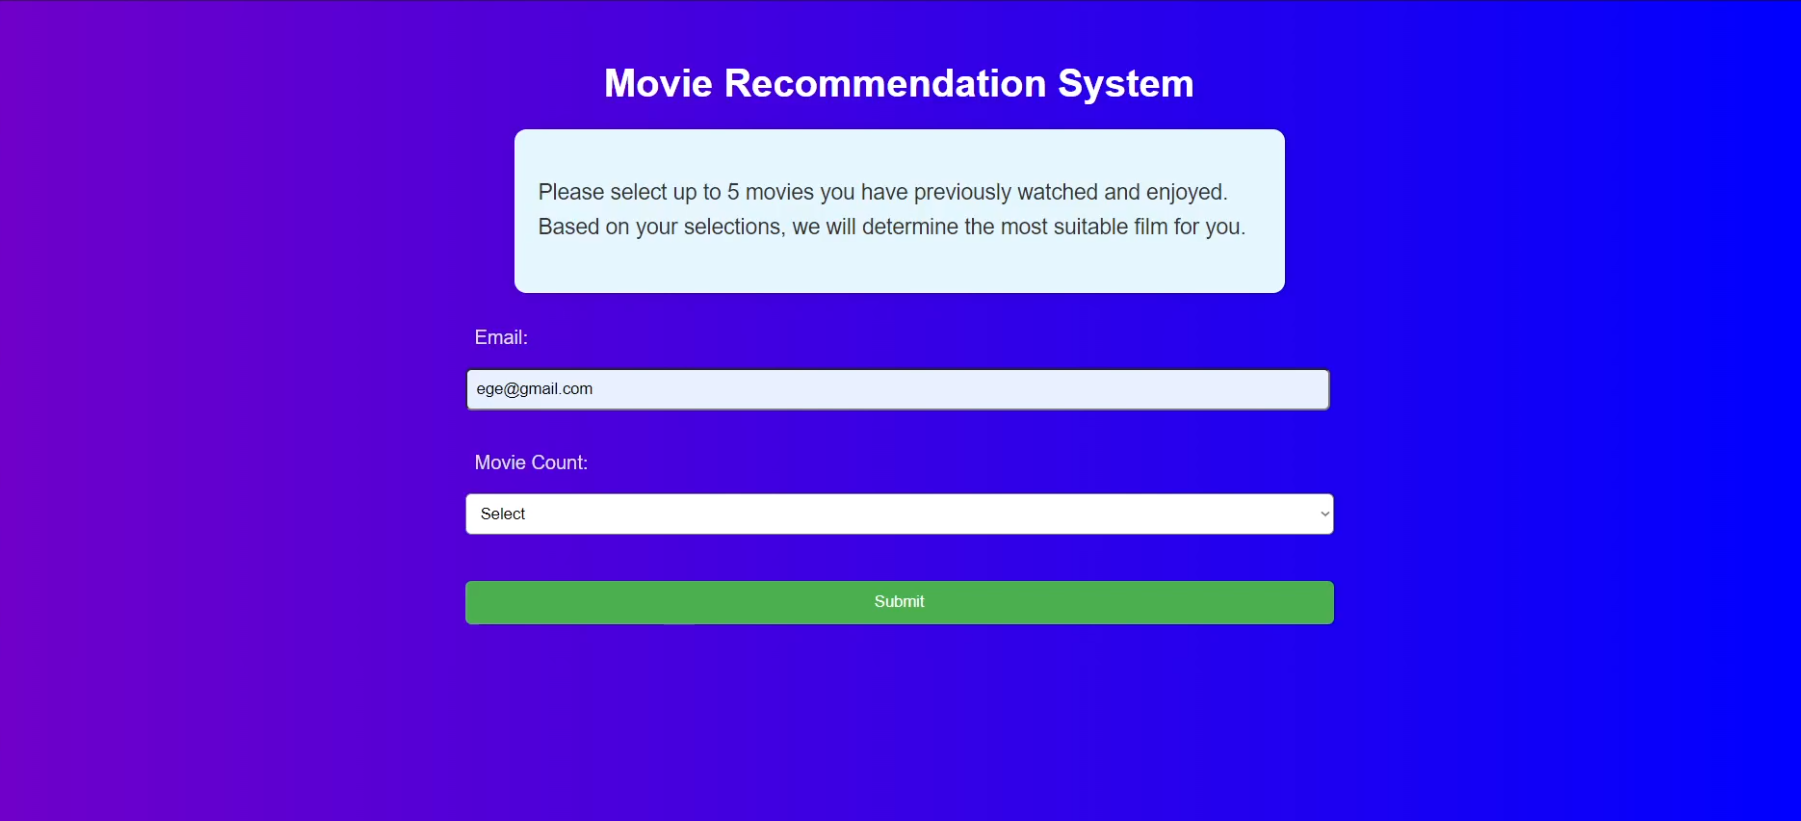 Movie Recommendation System
Please select up to 5 movies you have previously watched and enjoyed.
Based on your selections, we will determine the most suitable film for you.
Email:
ege@gmail.com
Movie Count:
Select
Submit